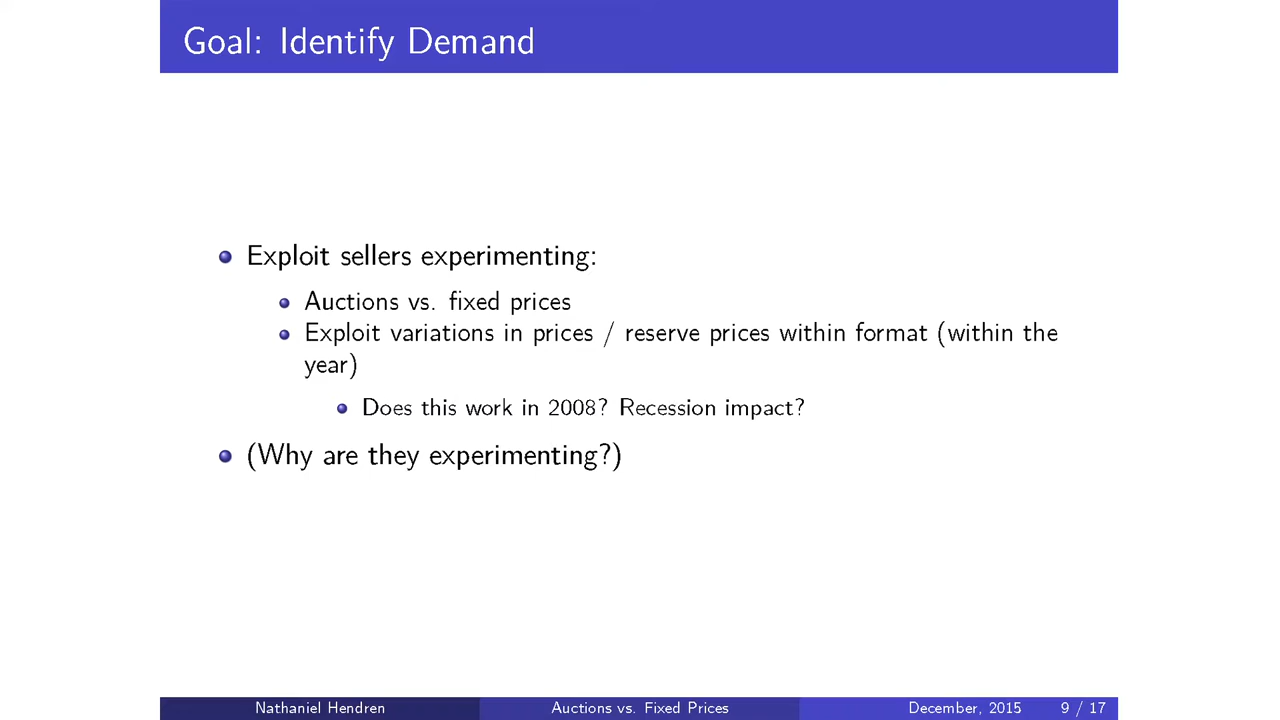 Goal: Identify Demand
Exploit sellers experimenting:
Auctions vs. fixed prices
Exploit variations in prices / reserve prices within format (within the
year)
Does this work in 2008? Recession impact?
(Why are they experimenting?)
Nathaniel Hendren
Auctions vs. Fixed Prices
December, 2015
9 / 17